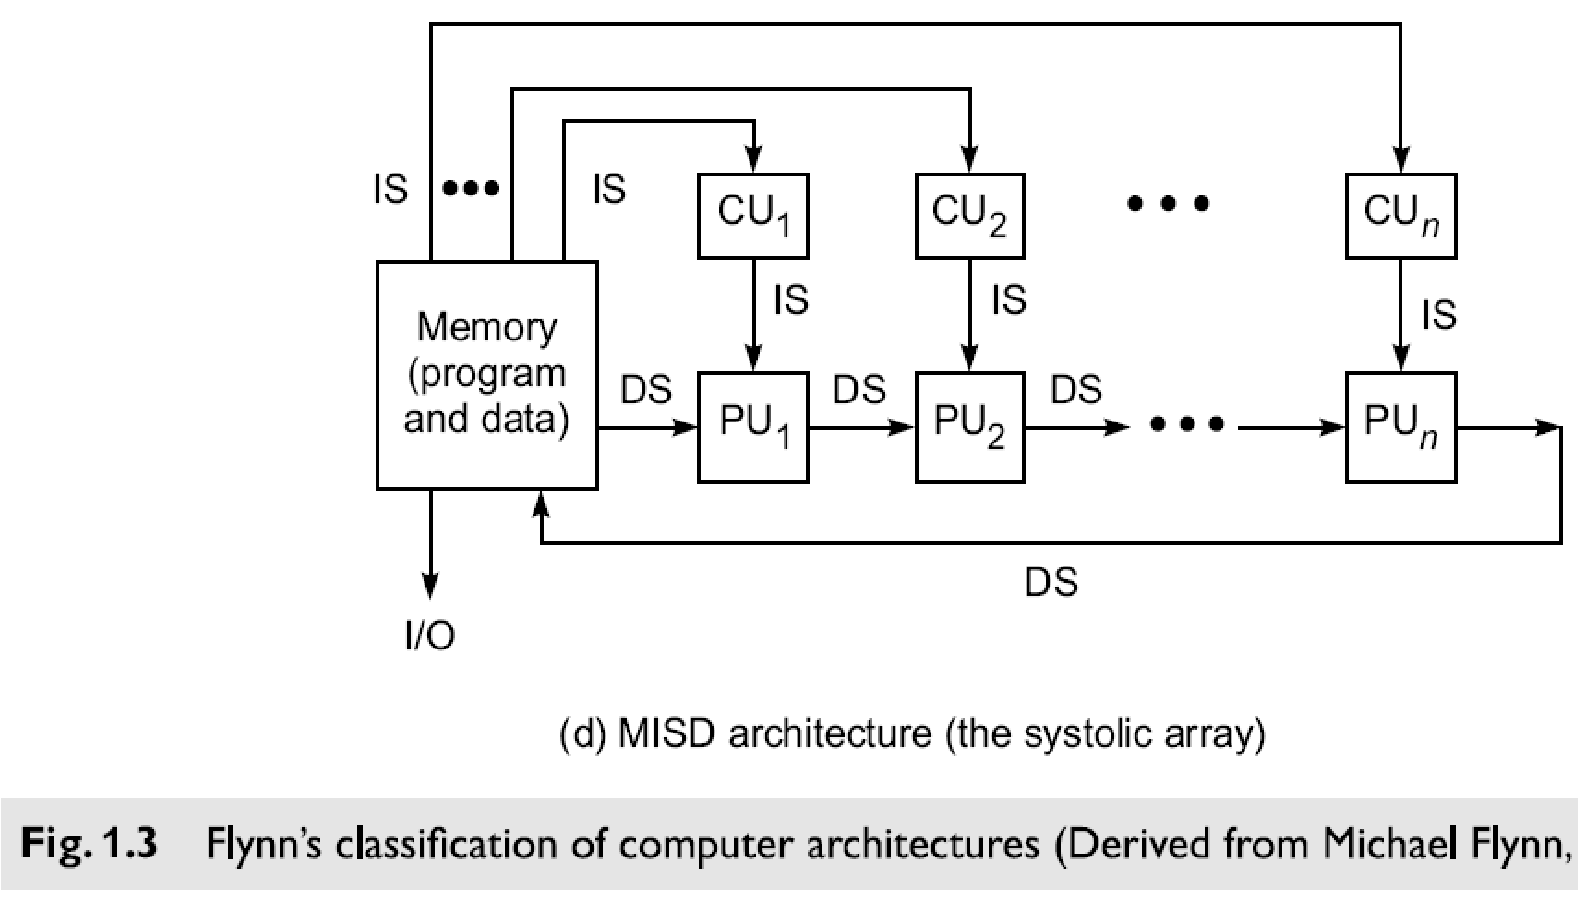 IS ••• IS
CU1 CU2 • • • CUn
IS IS IS
Memory
(program
and data)
DS DS DS
PU1 PU2 • • • PUn
DS
I/O
(d) MISD architecture (the systolic array)
Fig. 1.3 Flynn's classification of computer architectures (Derived from Michael Flynn,